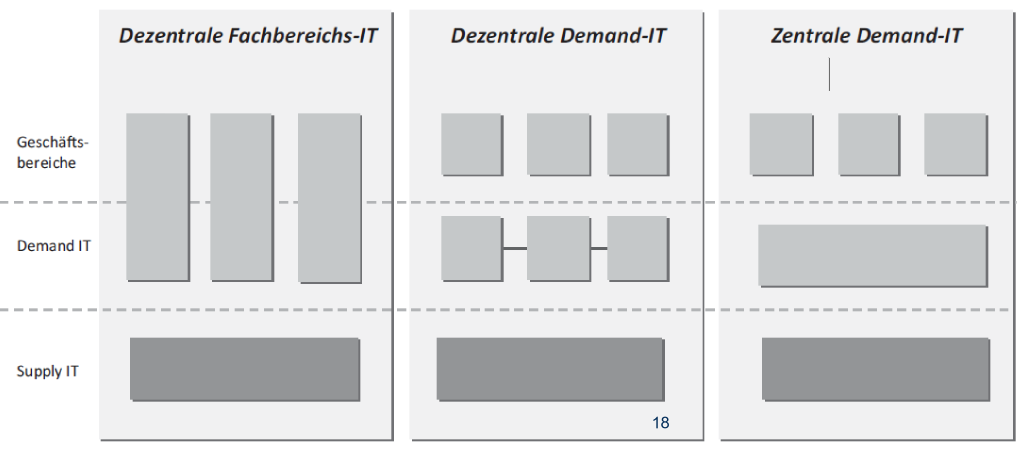 Dezentrale Fachbereichs-IT
Dezentrale Demand-IT
Zentrale Demand-IT
Geschäfts-
bereiche
Demand IT
Supply IT
18